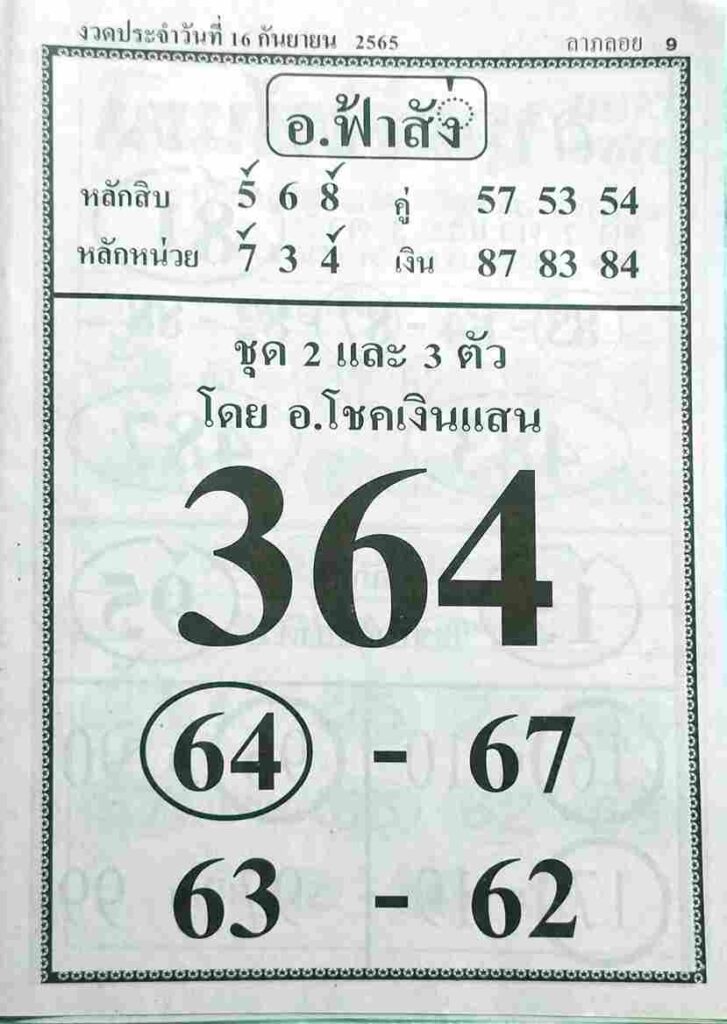 งวดประจำวันที่ 16 กันยายน 2565 ลาภลอย 9
อ.ฟ้าสั่ง
หลักสิบ 5 6 8 คู่ 57 53 54
หลักหน่วย 7 3 4 เงิน 87 83 84
ชุด 2 และ 3 ตัว
โดย อ.โชคเงินแสน
364
64 - 67
63 - 62